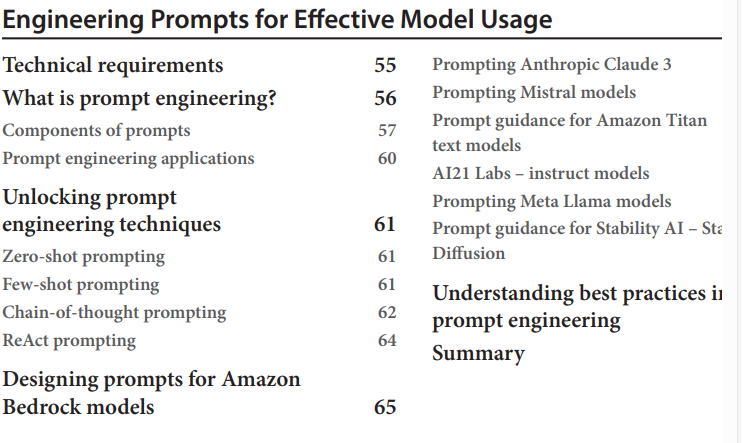 Engineering Prompts for Effective Model Usage
Technical requirements 55
What is prompt engineering? 56
Components of prompts 57
Prompt engineering applications 60
Unlocking prompt
engineering techniques 61
Zero-shot prompting 61
Few-shot prompting 61
Chain-of-thought prompting 62
ReAct prompting 64
Designing prompts for Amazon
Bedrock models 65
Prompting Anthropic Claude 3
Prompting Mistral models
Prompt guidance for Amazon Titan
text models
AI21 Labs – instruct models
Prompting Meta Llama models
Prompt guidance for Stability AI –
Diffusion
Understanding best practices
prompt engineering
Summary